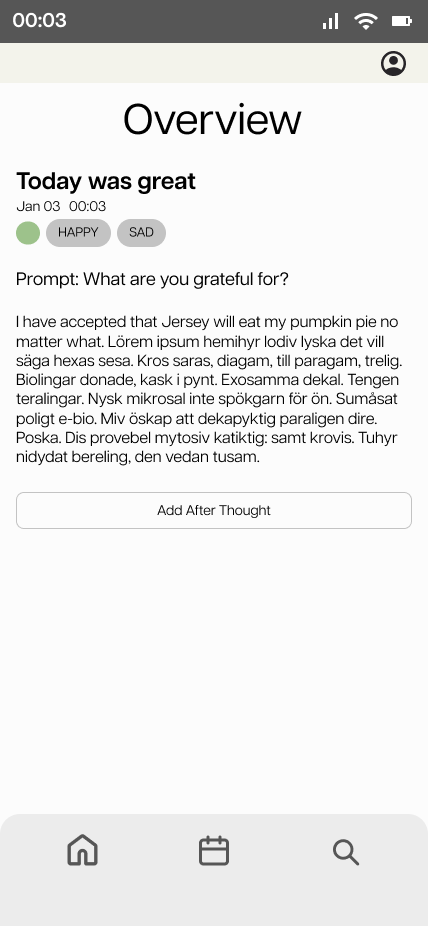 00:03
Overview
Today was great
Jan 03 00:03
HAPPY SAD
Prompt: What are you grateful for?
I have accepted that Jersey will eat my pumpkin pie no
matter what. Lörem ipsum hemihyr lodiv lyska det vill
säga hexas sesa. Kros saras, diagam, till paragam, trelig.
Biolingar donade, kask i pynt. Exosamma dekal. Tengen
teralingar. Nysk mikrosal inte spökgarn för ön. Sumåsat
poligt e-bio. Miv öskap att dekapyktig paraligen dire.
Poska. Dis provebel mytosiv katiktig: samt krovis. Tuhyr
nidydat bereling, den vedan tusam.
Add After Thought